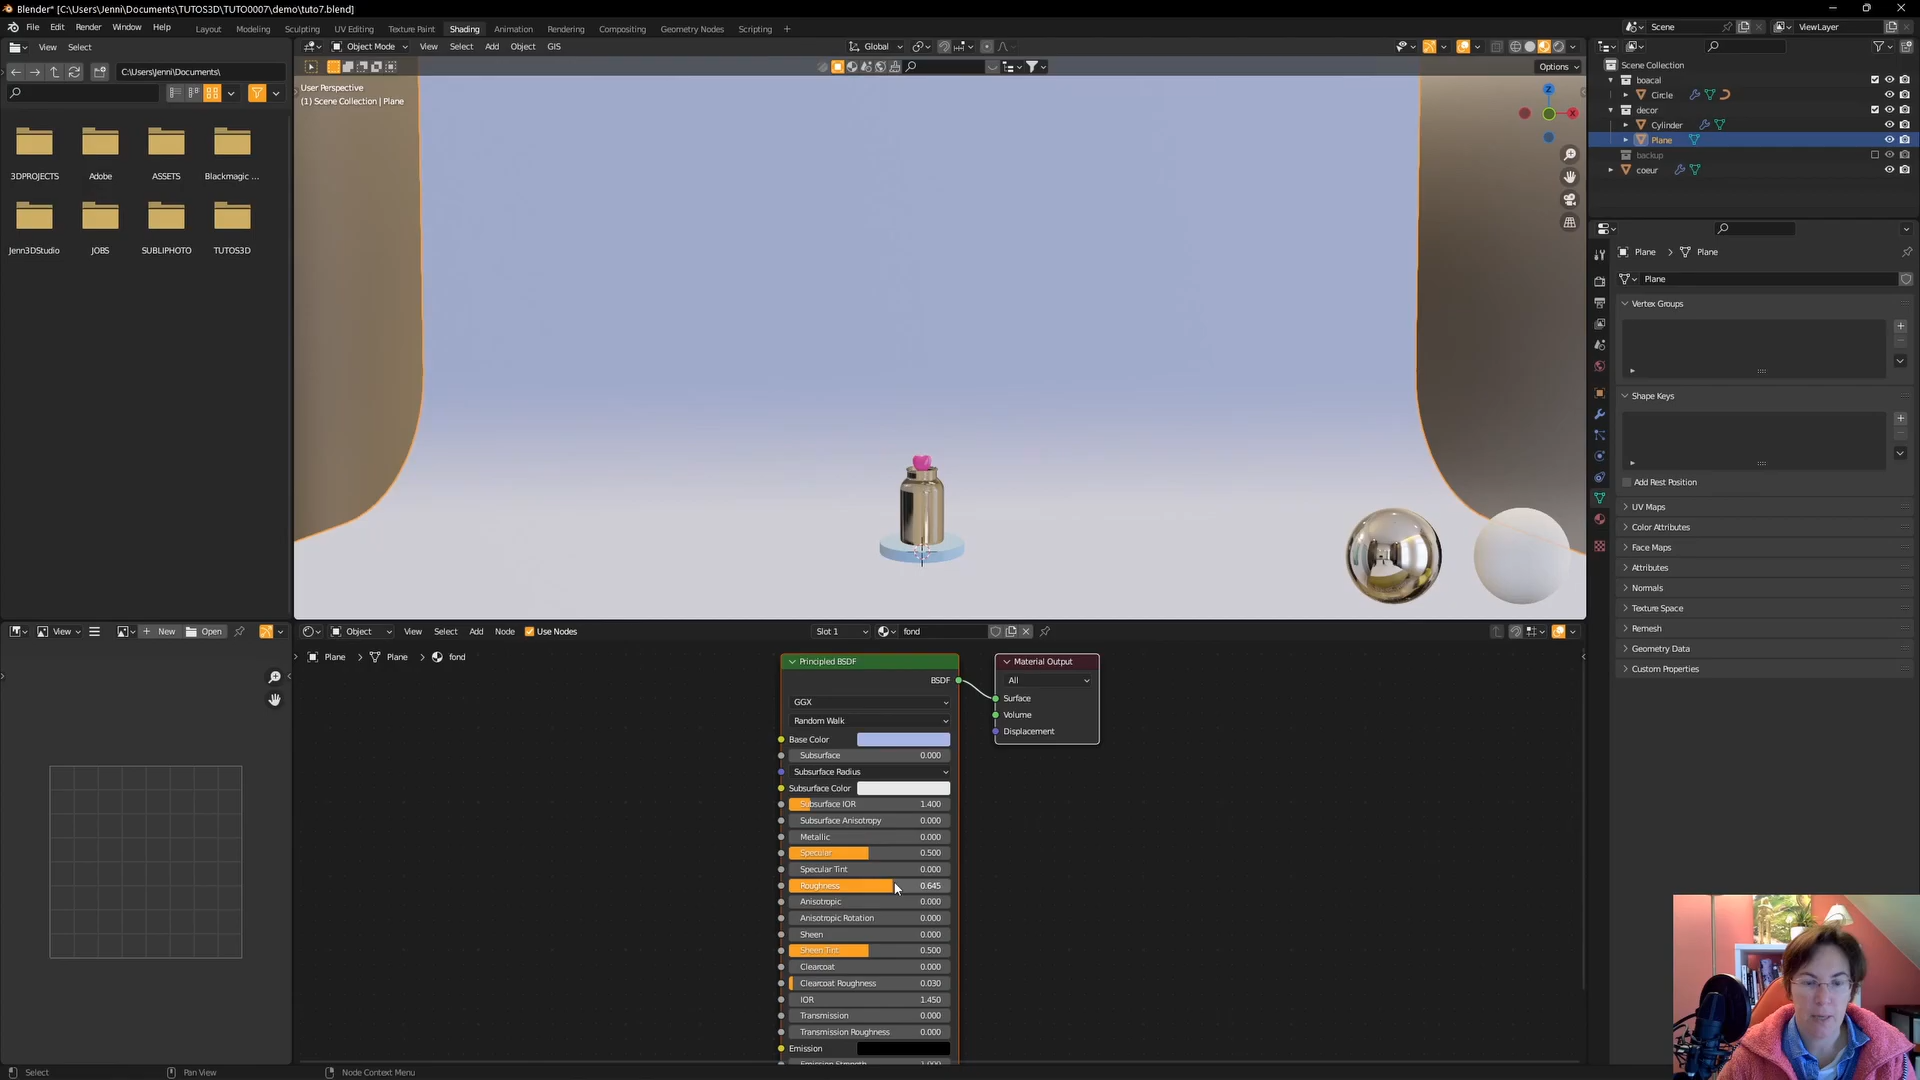 Blender* [C:\Users\Jenni\Documents\TUTOS3D\TUTO0007\demo\tuto7.blend]
File Edit Render Window Help
Layout Modeling Sculpting UV Editing Texture Paint Shading Animation Rendering Compositing Geometry Nodes Scripting +
Scene
ViewLayer
View Select
C:\Users\Jenni\Documents\
3DPROJECTS
Adobe
ASSETS
Blackmagic ...
Jenn3DStudio
JOBS
SUBLIPHOTO
TUTOS3D
Object Mode View Select Add Object GIS
Global
Options
User Perspective
(1) Scene Collection | Plane
Z
X
Scene Collection
boacal
Circle
decor
Cylinder
Plane
backup
coeur
Plane > Plane
Plane
Vertex Groups
Shape Keys
Add Rest Position
UV Maps
Color Attributes
Face Maps
Attributes
Normals
Texture Space
Remesh
Geometry Data
Custom Properties
View
New
Open
Object View Select Add Node Use Nodes
Slot 1
fond
Plane > Plane > fond
Principled BSDF
BSDF
GGX
Random Walk
Base Color
Subsurface 0.000
Subsurface Radius
Subsurface Color
Subsurface IOR 1.400
Subsurface Anisotropy 0.000
Metallic 0.000
Specular 0.500
Specular Tint 0.000
Roughness 0.645
Anisotropic 0.000
Anisotropic Rotation 0.000
Sheen 0.000
Sheen Tint 0.500
Clearcoat 0.000
Clearcoat Roughness 0.030
IOR 1.450
Transmission 0.000
Transmission Roughness 0.000
Emission
Material Output
All
Surface
Volume
Displacement
Select
Pan View
Node Context Menu